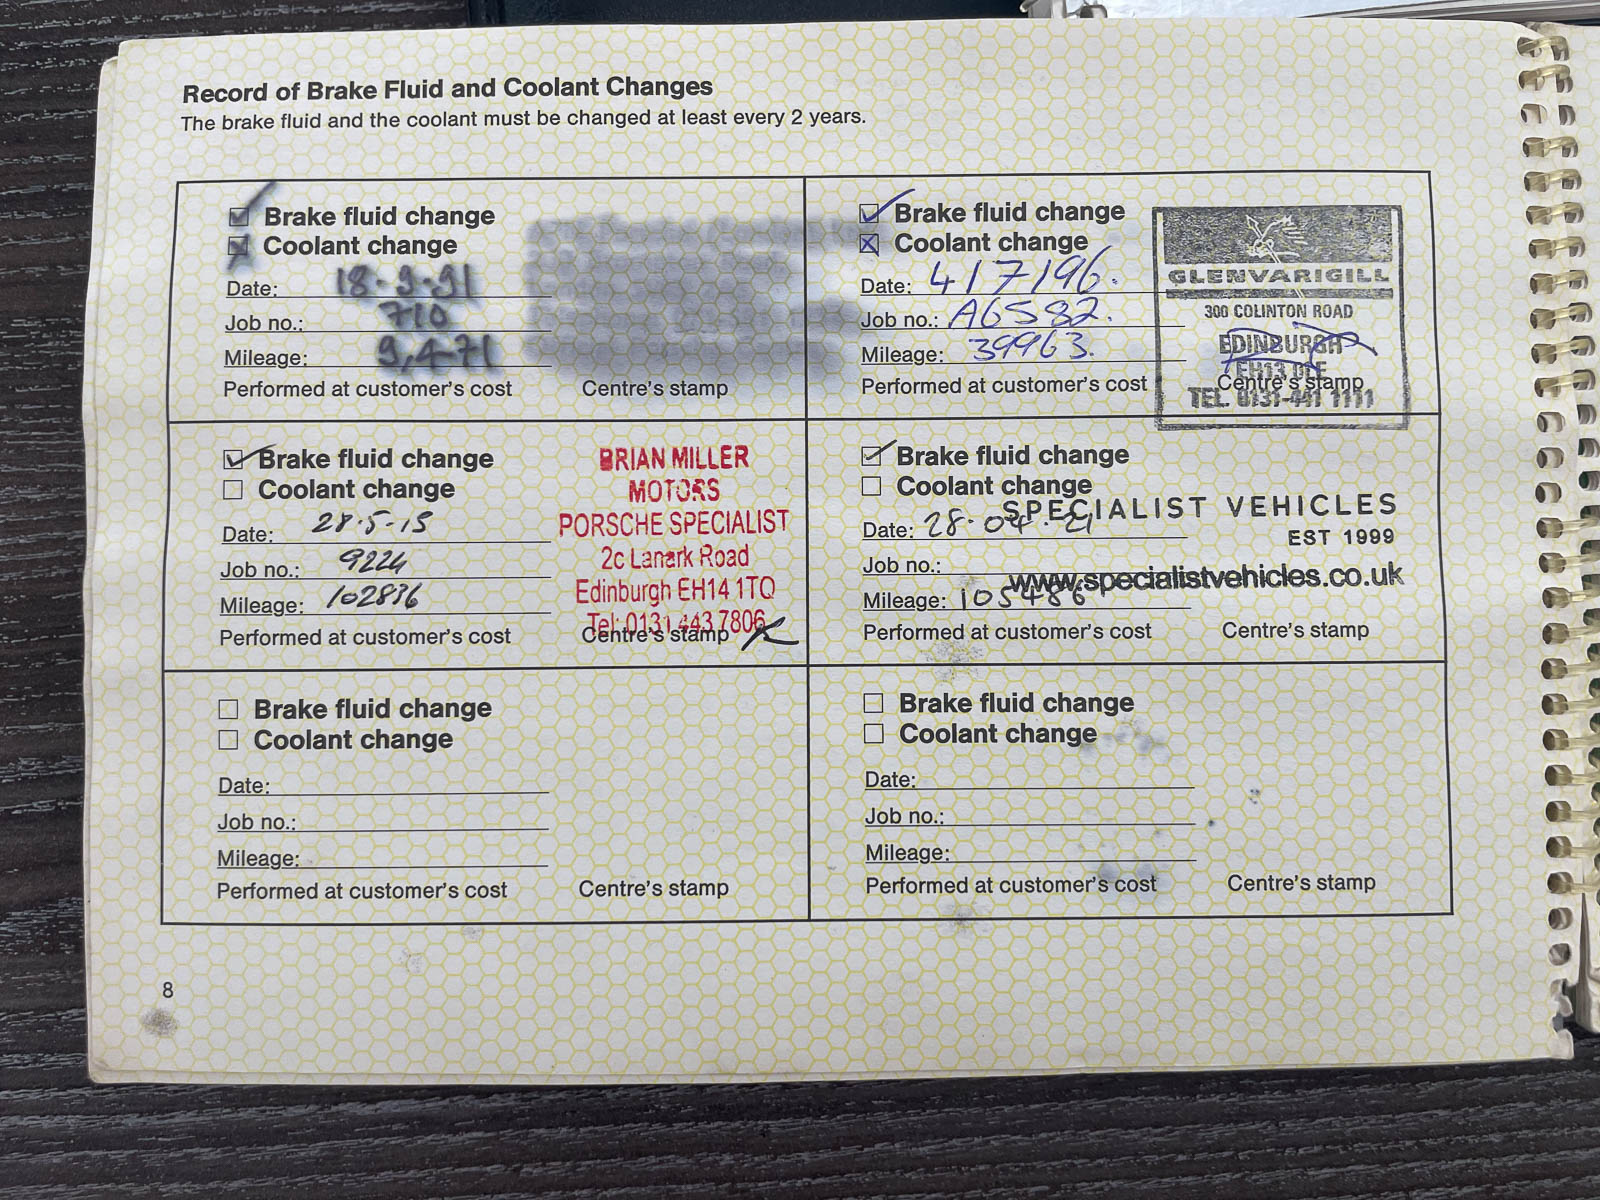 Record of Brake Fluid and Coolant Changes
The brake fluid and the coolant must be changed at least every 2 years.
Brake fluid change
Coolant change
Date: 18.9.91
Job no.: 710
Mileage: 9,471
Performed at customer's cost
Centre's stamp
Brake fluid change
Coolant change
Date: 4/7/96.
Job no.: A6582.
Mileage: 39963.
Performed at customer's cost
Centre's stamp
GLENVARIGILL
300 COLINTON ROAD
EDINBURGH
EH13 0LE
TEL. 0131-441 1111
Brake fluid change
Coolant change
Date: 28.5.15
Job no.: 9224
Mileage: 102836
Performed at customer's cost
Centre's stamp
BRIAN MILLER
MOTORS
PORSCHE SPECIALIST
2c Lanark Road
Edinburgh EH14 1TQ
Tel: 0131 443 7806
Brake fluid change
Coolant change
Date: 28.04.21
Job no.:
Mileage: 105486
Performed at customer's cost
Centre's stamp
SPECIALIST VEHICLES
EST 1999
www.specialistvehicles.co.uk
Brake fluid change
Coolant change
Date:
Job no.:
Mileage:
Performed at customer's cost
Centre's stamp
Brake fluid change
Coolant change
Date:
Job no.:
Mileage:
Performed at customer's cost
Centre's stamp
8